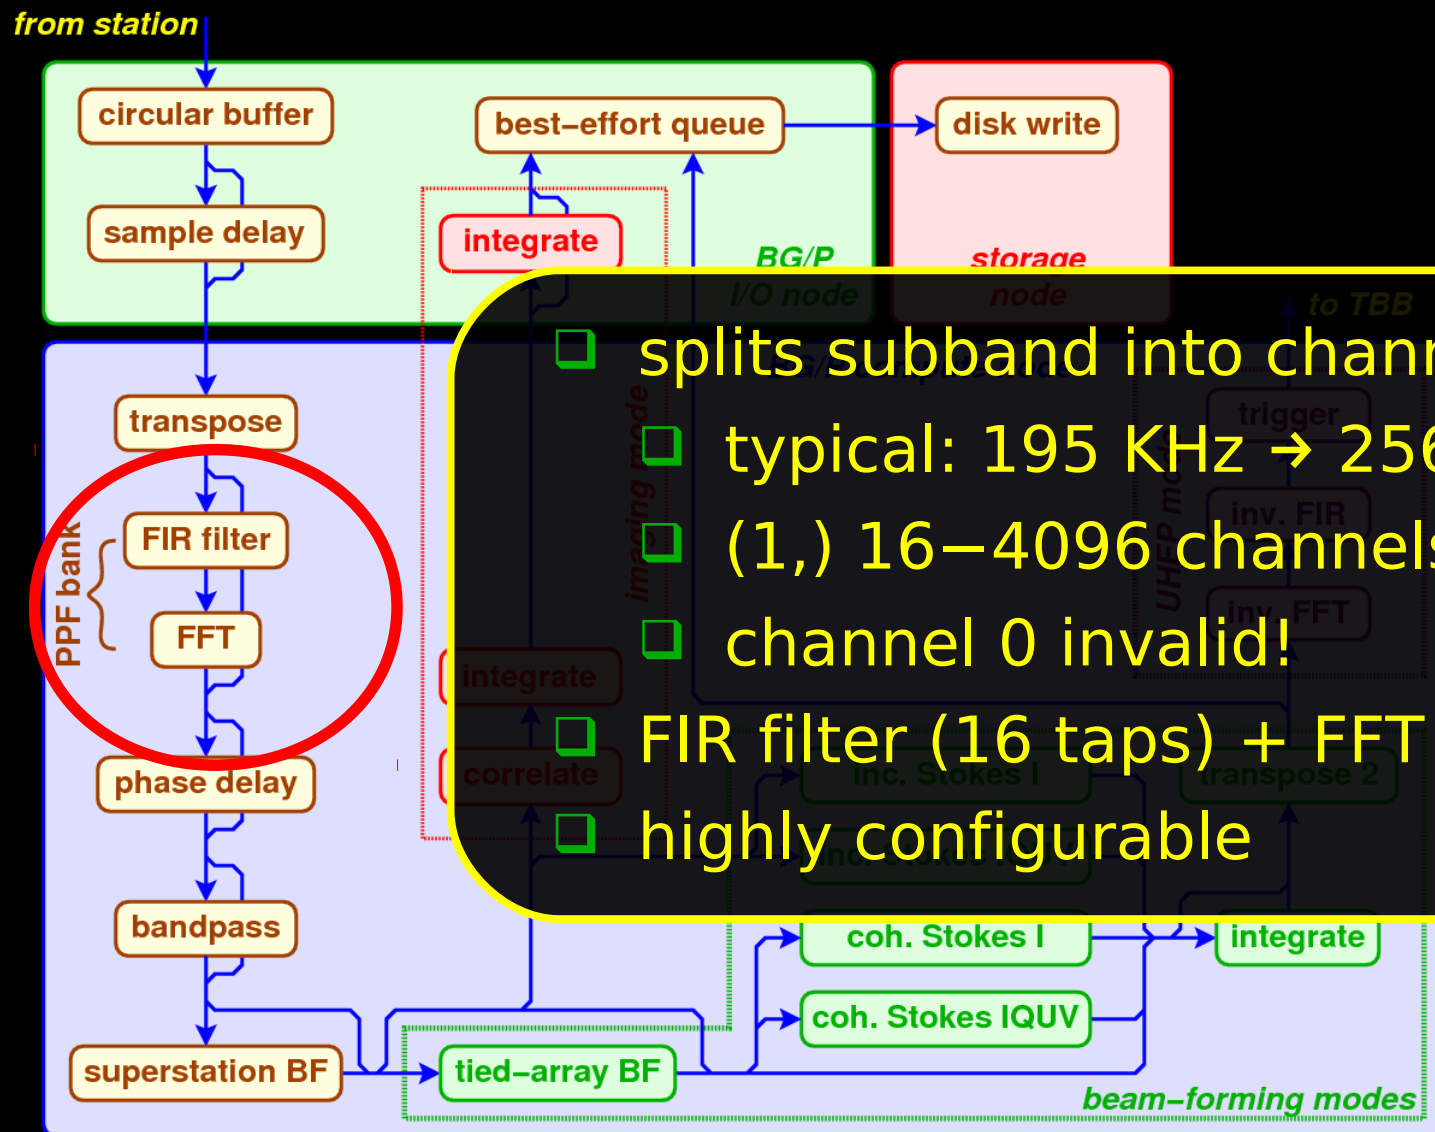 from station
circular buffer
best–effort queue
disk write
sample delay
integrate
BG/P
I/O node
storage
node
to TBB
transpose
trigger
imaging mode
FIR filter
inv. FIR
PPF bank
FFT
inv. FFT
integrate
phase delay
correlate
inc. Stokes I
transpose 2
bandpass
coh. Stokes I
integrate
coh. Stokes IQUV
superstation BF
tied–array BF
beam–forming modes
splits subband into
typical: 195 KHz → 256
(1,) 16−4096 channels
channel 0 invalid!
FIR filter (16 taps) + FFT
highly configurable